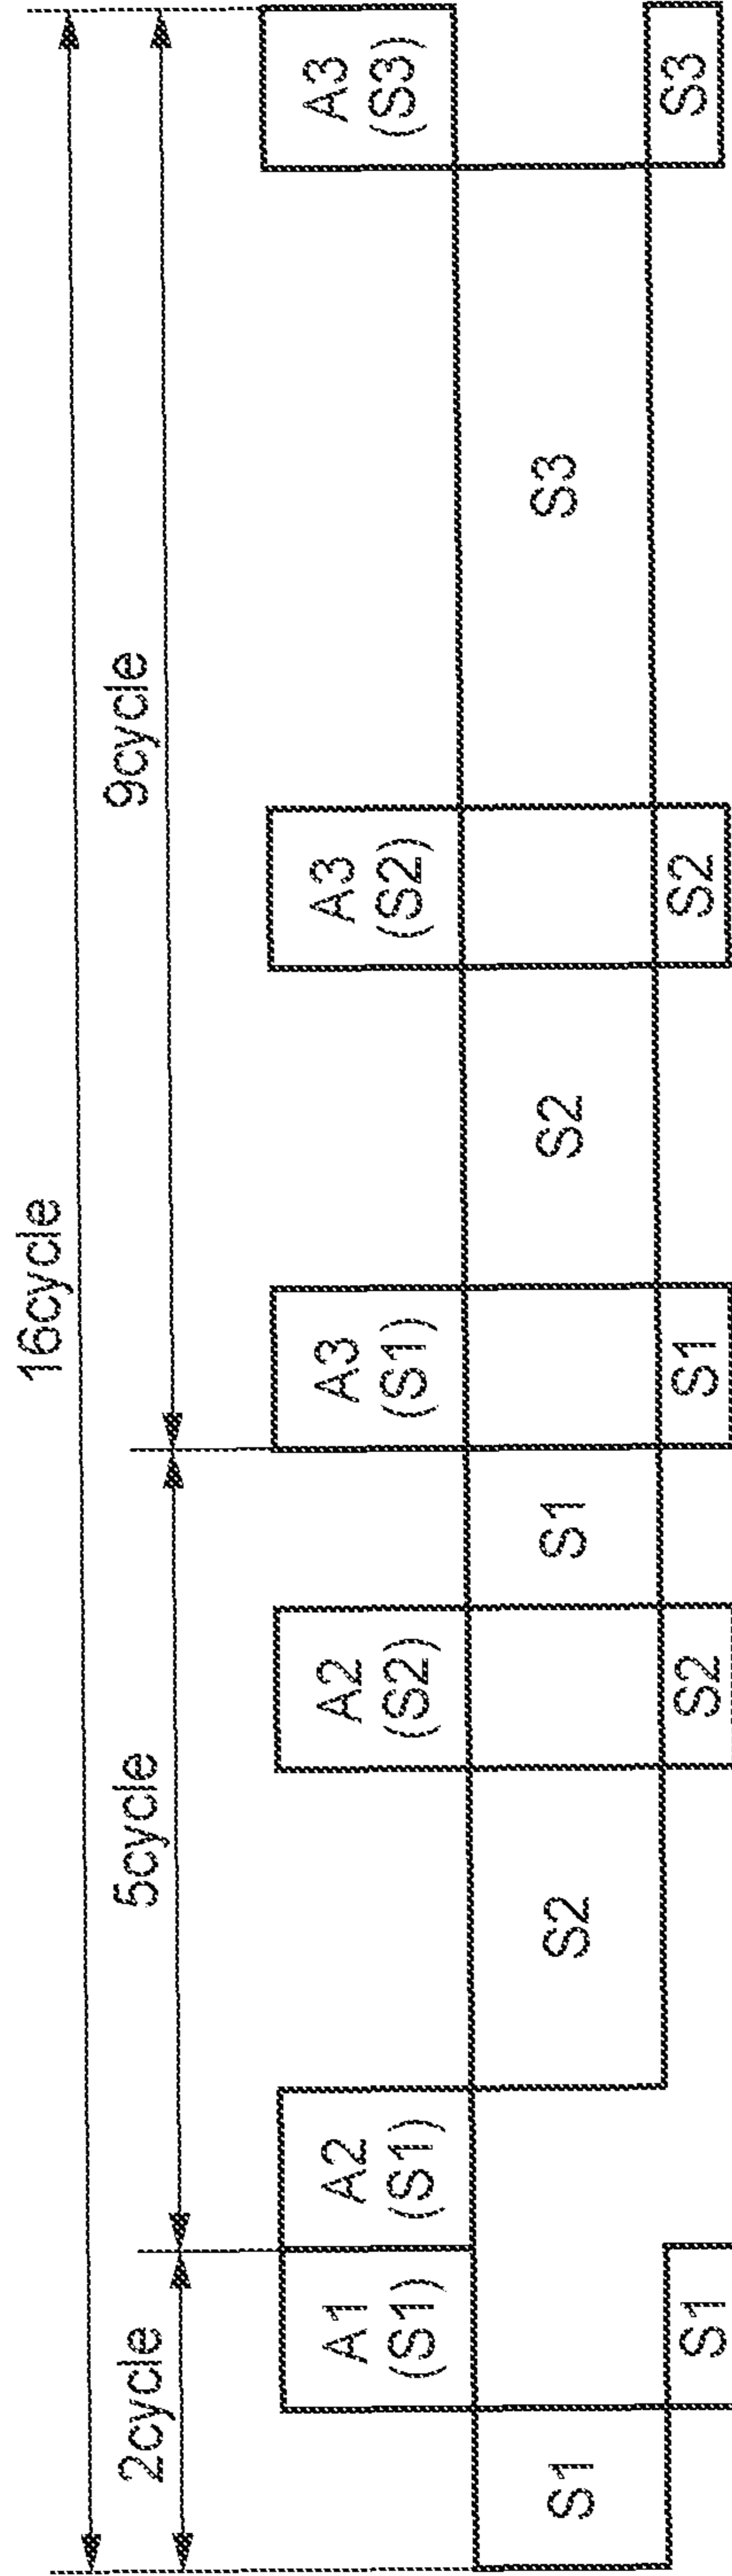 16cycle
2cycle
5cycle
9cycle
A1
(S1)
A2
(S1)
A2
(S2)
A3
(S1)
A3
(S2)
A3
(S3)
S1
S2
S1
S2
S3
S1
S2
S1
S2
S3